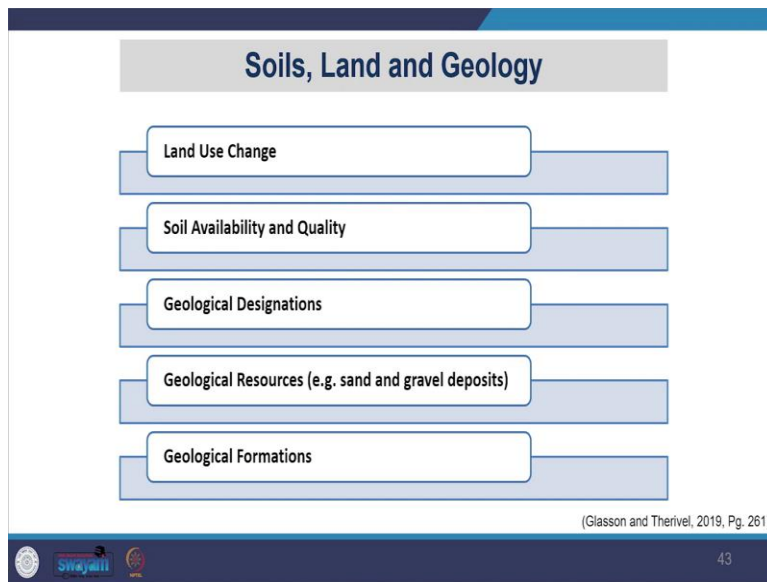 Soils, Land and Geology
Land Use Change
Soil Availability and Quality
Geological Designations
Geological Resources (e.g. sand and gravel deposits)
Geological Formations
(Glasson and Therivel, 2019, Pg. 261
swayam
43